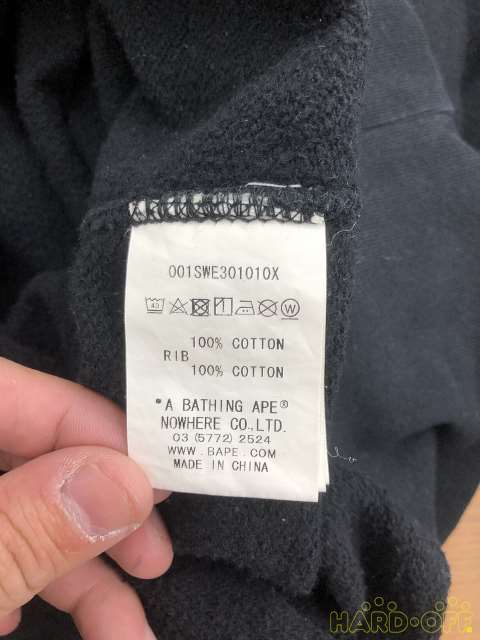 001SWE301010X
40
W
100% COTTON
RIB
100% COTTON
*A BATHING APE®
NOWHERE CO.,LTD.
03 (5772) 2524
WWW.BAPE.COM
MADE IN CHINA
HARD·OFF